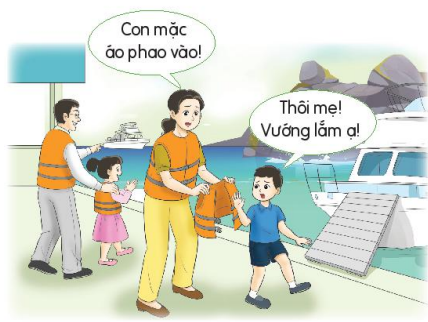 Con mặc
áo phao vào!
Thôi mẹ!
Vướng lắm ạ!